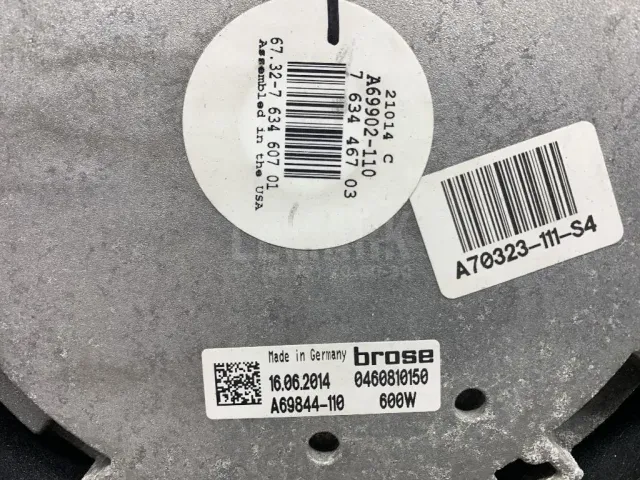 21014 C
A69902-110
7 634 467 03
67.32-7 634 607 01
Assembled in the USA
A70323-111-S4
Made in Germany brose
16.06.2014 0460810150
A69844-110 600W